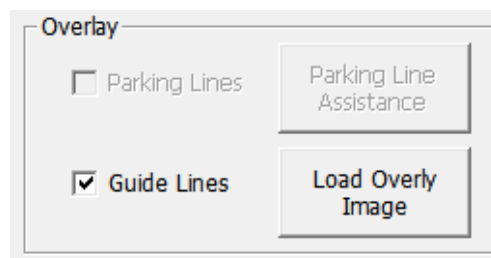 Overlay
Parking Lines
Parking Line
Assistance
Guide Lines
Load Overly
Image